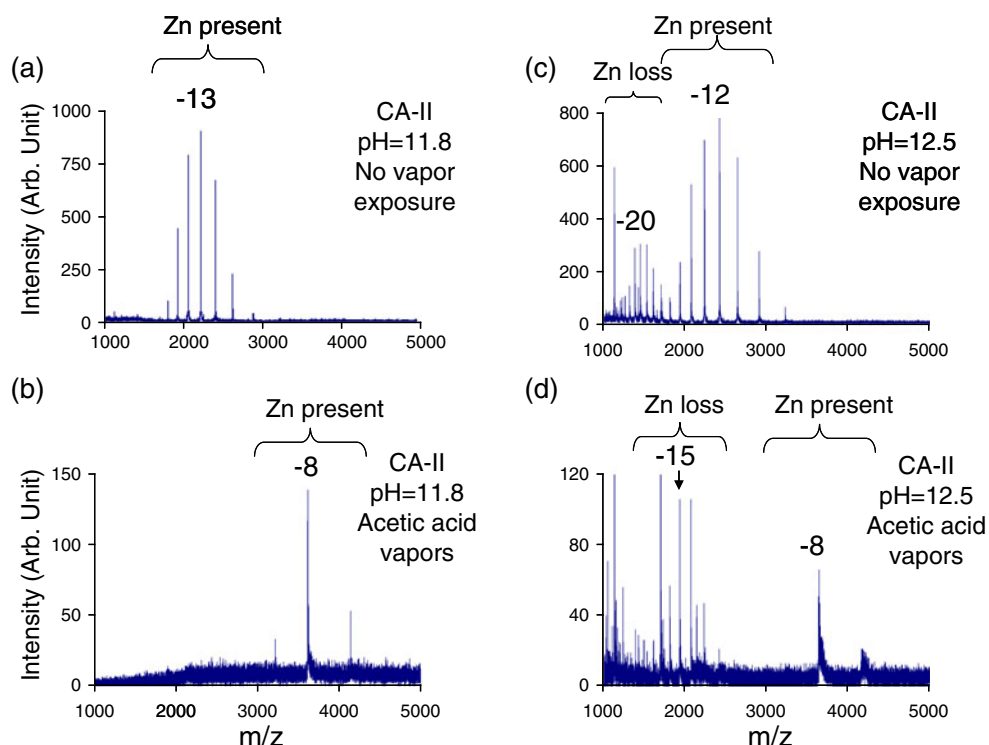 (a)
Zn present
-13
CA-II
pH=11.8
No vapor
exposure
Intensity (Arb. Unit)
1000
750
500
250
0
1000 2000 3000 4000 5000
(c)
Zn present
Zn loss
-12
-20
CA-II
pH=12.5
No vapor
exposure
800
600
400
200
0
1000 2000 3000 4000 5000
(b)
Zn present
-8
CA-II
pH=11.8
Acetic acid
vapors
Intensity (Arb. Unit)
150
100
50
0
1000 2000 3000 4000 5000
m/z
(d)
Zn loss
Zn present
-15
-8
CA-II
pH=12.5
Acetic acid
vapors
120
80
40
0
1000 2000 3000 4000 5000
m/z